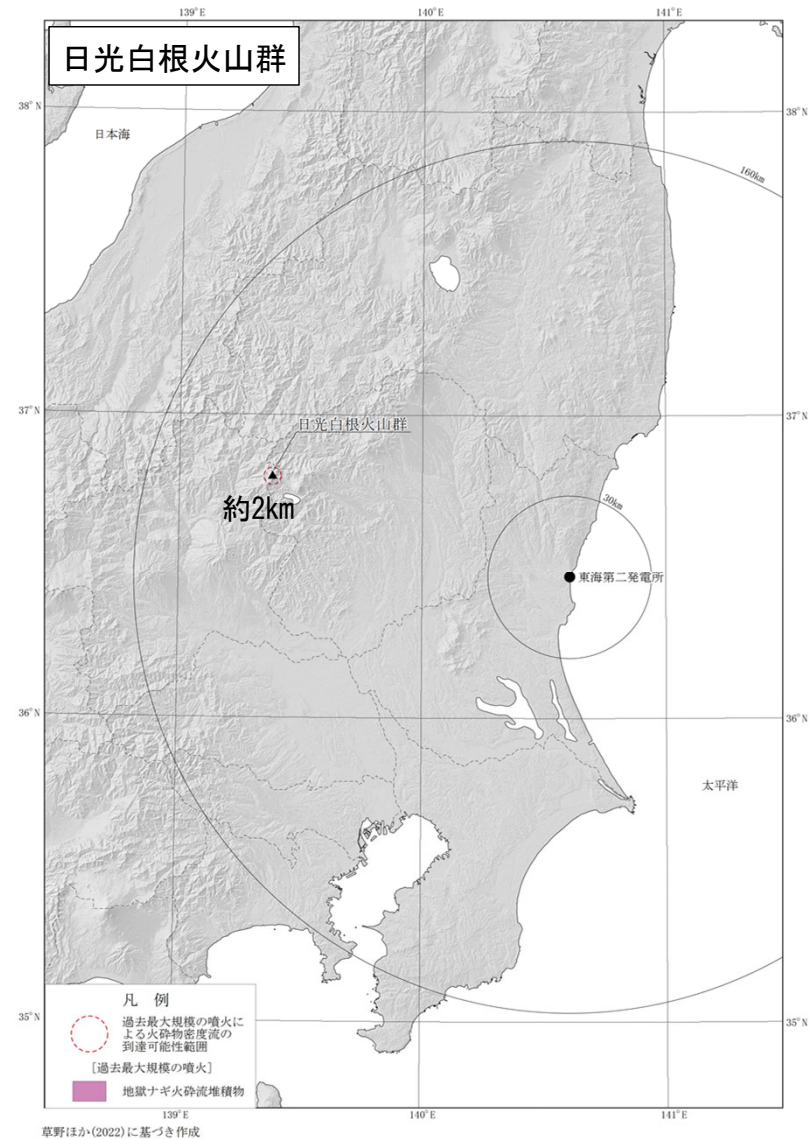 139°E
140°E
141°E
日光白根火山群
38°N
38°N
日本海
160km
37°N
37°N
日光白根火山群
約2km
30km
東海第二発電所
36°N
36°N
太平洋
凡 例
過去最大規模の噴火に
よる火砕物密度流の
到達可能性範囲
[過去最大規模の噴火]
地獄ナギ火砕流堆積物
35°N
35°N
139°E
140°E
141°E
草野ほか(2022)に基づき作成